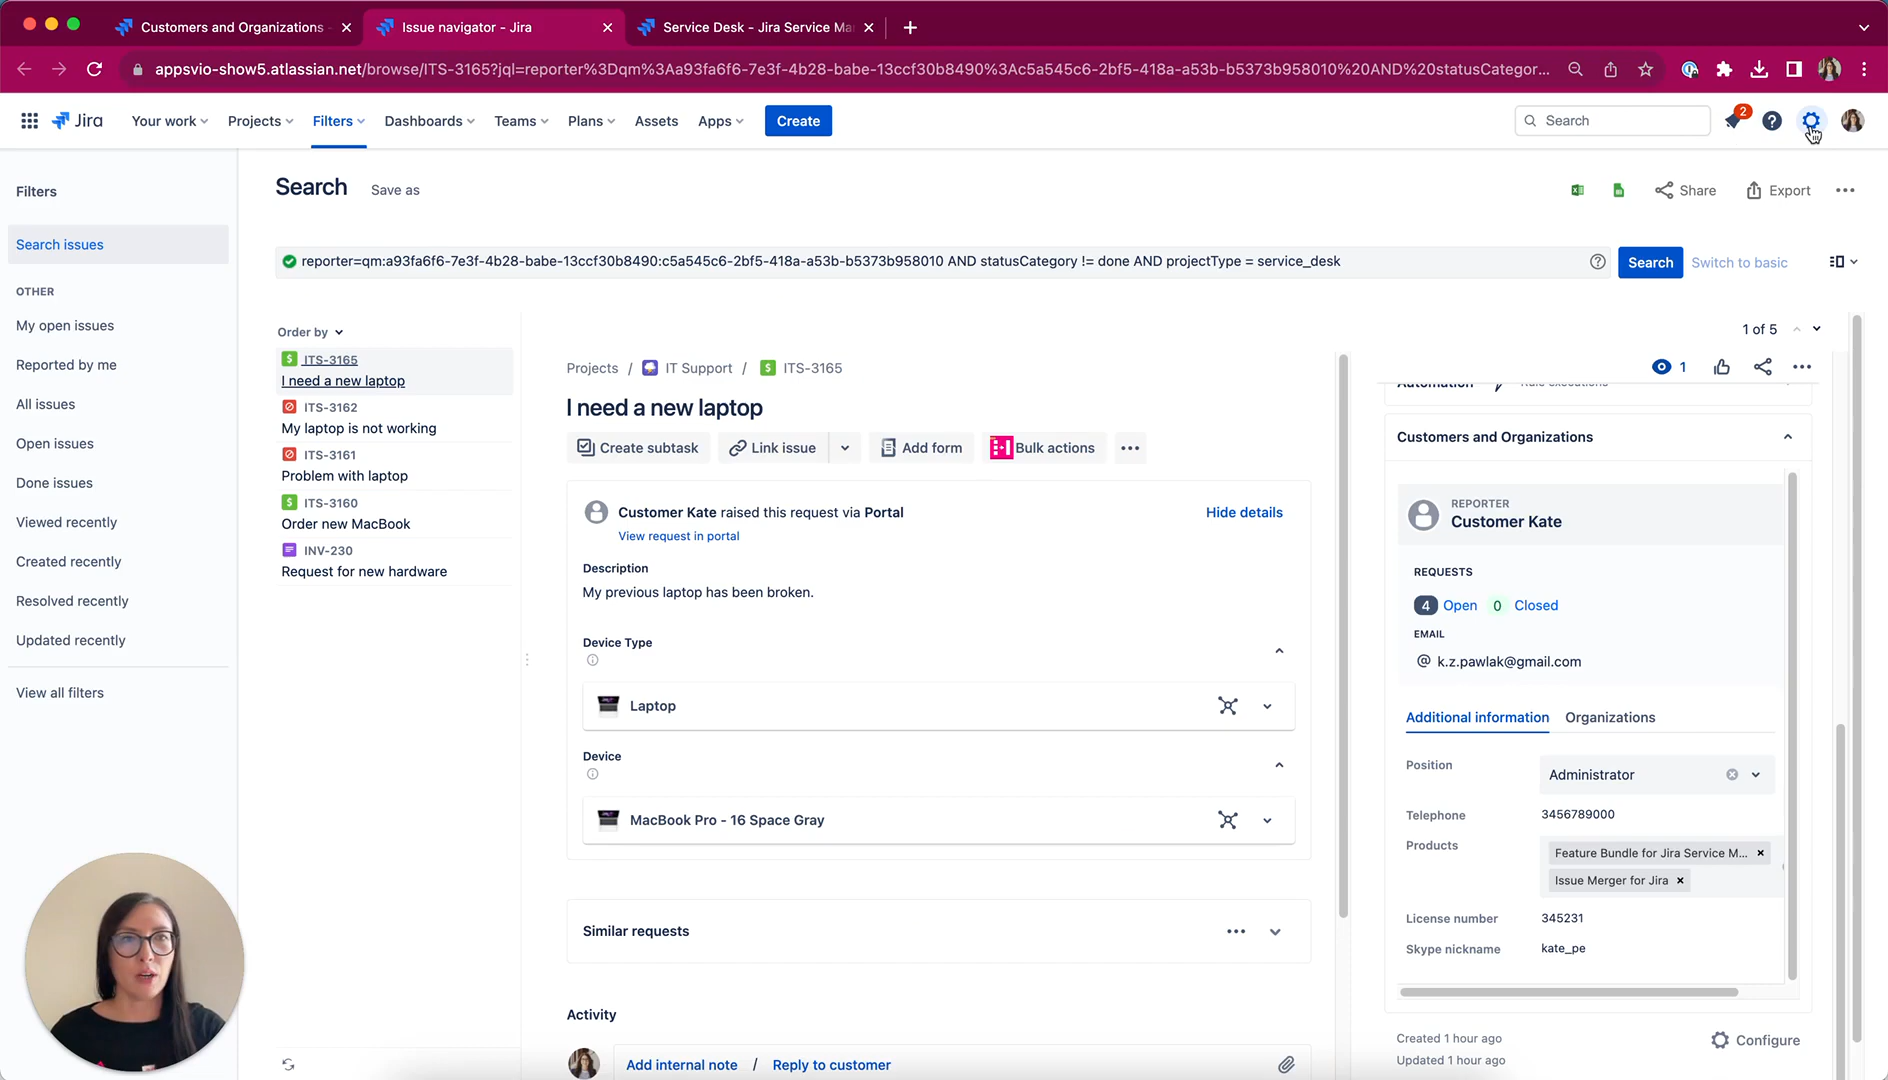 Customers and Organizations -
Issue navigator - Jira
Service Desk - Jira Service Ma
appsvio-show5.atlassian.net/browse/ITS-3165?jql=reporter%3Dqm%3Aa93fa6f6-7e3f-4b28-babe-13ccf30b8490%3Ac5a545c6-2bf5-418a-a53b-b5373b958010%20AND%20statusCategor...
Jira
Your work
Projects
Filters
Dashboards
Teams
Plans
Assets
Apps
Create
Search
2
Filters
Search issues
OTHER
My open issues
Reported by me
All issues
Open issues
Done issues
Viewed recently
Created recently
Resolved recently
Updated recently
View all filters
Search
Save as
Share
Export
reporter=qm:a93fa6f6-7e3f-4b28-babe-13ccf30b8490:c5a545c6-2bf5-418a-a53b-b5373b958010 AND statusCategory != done AND projectType = service_desk
Search
Switch to basic
Order by
ITS-3165
I need a new laptop
ITS-3162
My laptop is not working
ITS-3161
Problem with laptop
ITS-3160
Order new MacBook
INV-230
Request for new hardware
1 of 5
Projects / IT Support / ITS-3165
1
I need a new laptop
Create subtask
Link issue
Add form
Bulk actions
Customer Kate raised this request via Portal
Hide details
View request in portal
Description
My previous laptop has been broken.
Device Type
Laptop
Device
MacBook Pro - 16 Space Gray
Similar requests
Activity
Add internal note / Reply to customer
Automation
Rule executions
Customers and Organizations
REPORTER
Customer Kate
REQUESTS
4 Open 0 Closed
EMAIL
@ k.z.pawlak@gmail.com
Additional information
Organizations
Position
Administrator
Telephone
3456789000
Products
Feature Bundle for Jira Service M...
Issue Merger for Jira
License number
345231
Skype nickname
kate_pe
Created 1 hour ago
Updated 1 hour ago
Configure